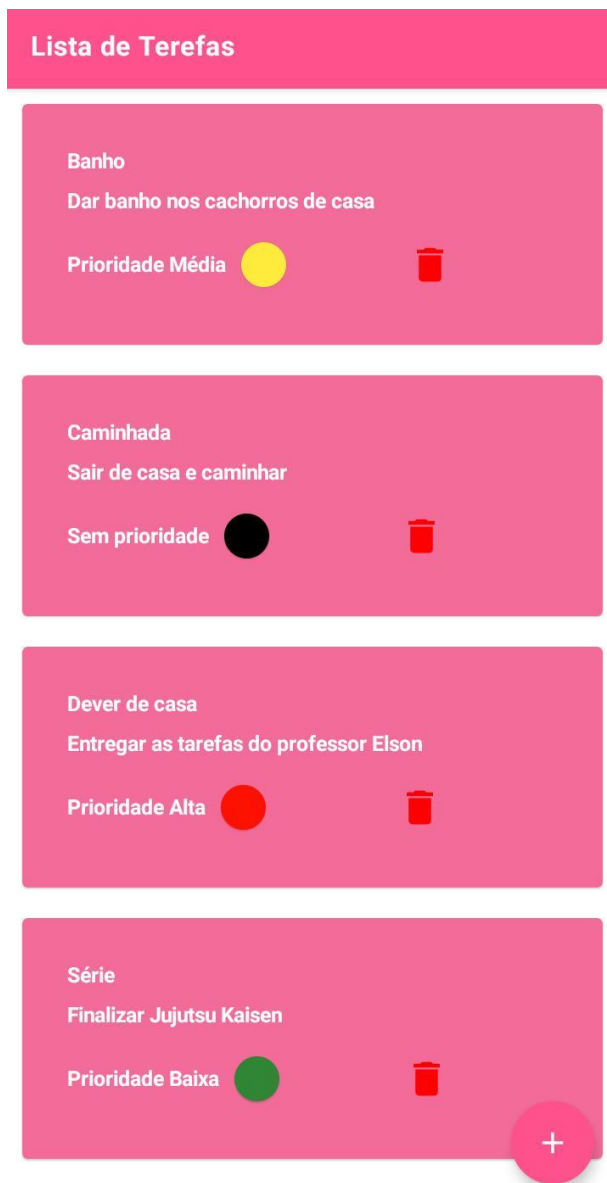 Lista de Terefas
Banho
Dar banho nos cachorros de casa
Prioridade Média
Caminhada
Sair de casa e caminhar
Sem prioridade
Dever de casa
Entregar as tarefas do professor Elson
Prioridade Alta
Série
Finalizar Jujutsu Kaisen
Prioridade Baixa
+